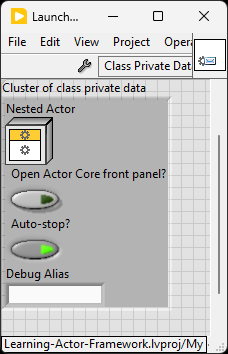 Launch...
File Edit View Project Opera
Class Private Dat
Cluster of class private data
Nested Actor
Open Actor Core front panel?
Auto-stop?
Debug Alias
Learning-Actor-Framework.lvproj/My